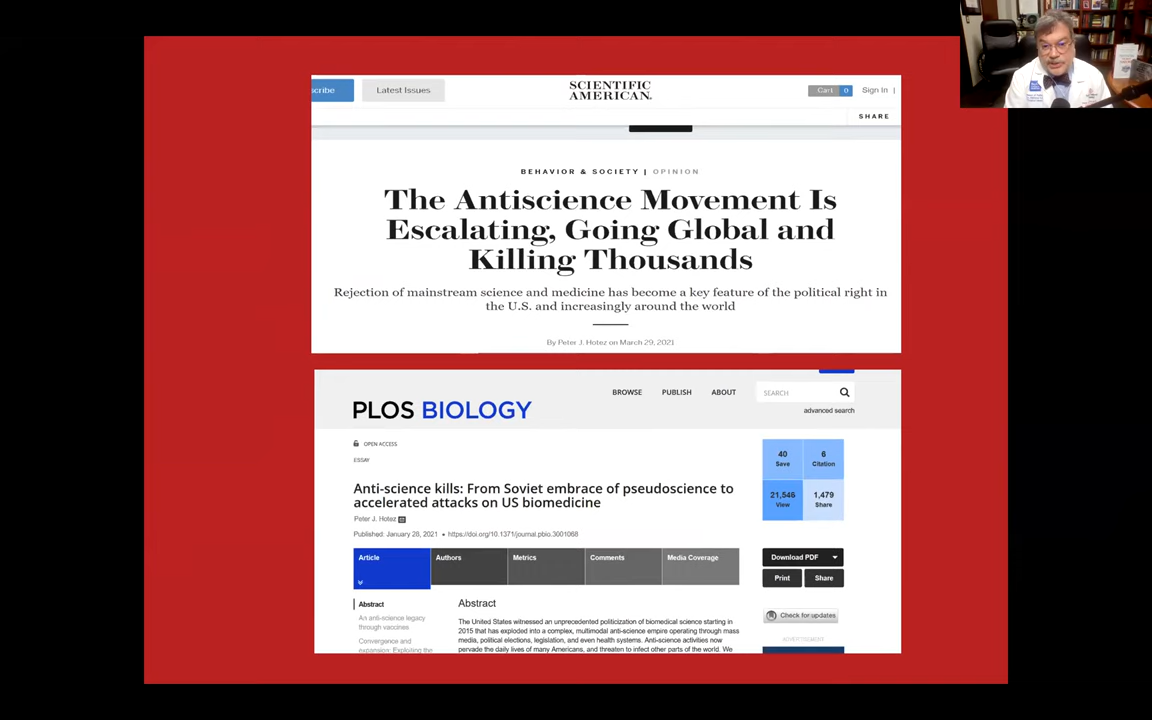 scribe
Latest Issues
SCIENTIFIC
AMERICAN.
Cart 0
Sign In |
SHARE
BEHAVIOR & SOCIETY | OPINION
The Antiscience Movement Is
Escalating, Going Global and
Killing Thousands
Rejection of mainstream science and medicine has become a key feature of the political right in
the U.S. and increasingly around the world
By Peter J. Hotez on March 29, 2021
PLOS BIOLOGY
BROWSE
PUBLISH
ABOUT
SEARCH
advanced search
OPEN ACCESS
ESSAY
Anti-science kills: From Soviet embrace of pseudoscience to
accelerated attacks on US biomedicine
Peter J. Hotez
Published: January 28, 2021 • https://doi.org/10.1371/journal.pbio.3001068
40
Save
6
Citation
21,546
View
1,479
Share
Article
Authors
Metrics
Comments
Media Coverage
Download PDF
Print
Share
Check for updates
ADVERTISEMENT
Abstract
An anti-science legacy
through vaccines
Convergence and
expansion: Exploiting the
Abstract
The United States witnessed an unprecedented politicization of biomedical science starting in
2015 that has exploded into a complex, multimodal anti-science empire operating through mass
media, political elections, legislation, and even health systems. Anti-science activities now
pervade the daily lives of many Americans, and threaten to infect other parts of the world. We